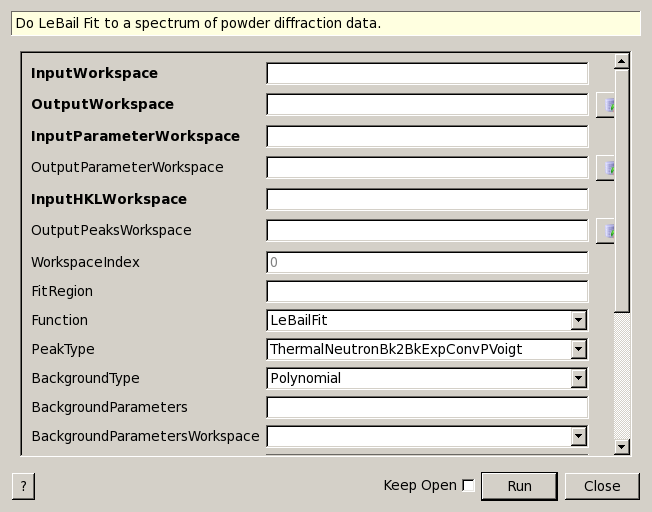 Do LeBail Fit to a spectrum of powder diffraction data.
InputWorkspace
OutputWorkspace
InputParameterWorkspace
OutputParameterWorkspace
InputHKLWorkspace
OutputPeaksWorkspace
WorkspaceIndex 0
FitRegion
Function LeBailFit
PeakType ThermalNeutronBk2BkExpConvPVoigt
BackgroundType Polynomial
BackgroundParameters
BackgroundParametersWorkspace
? Keep Open Run Close